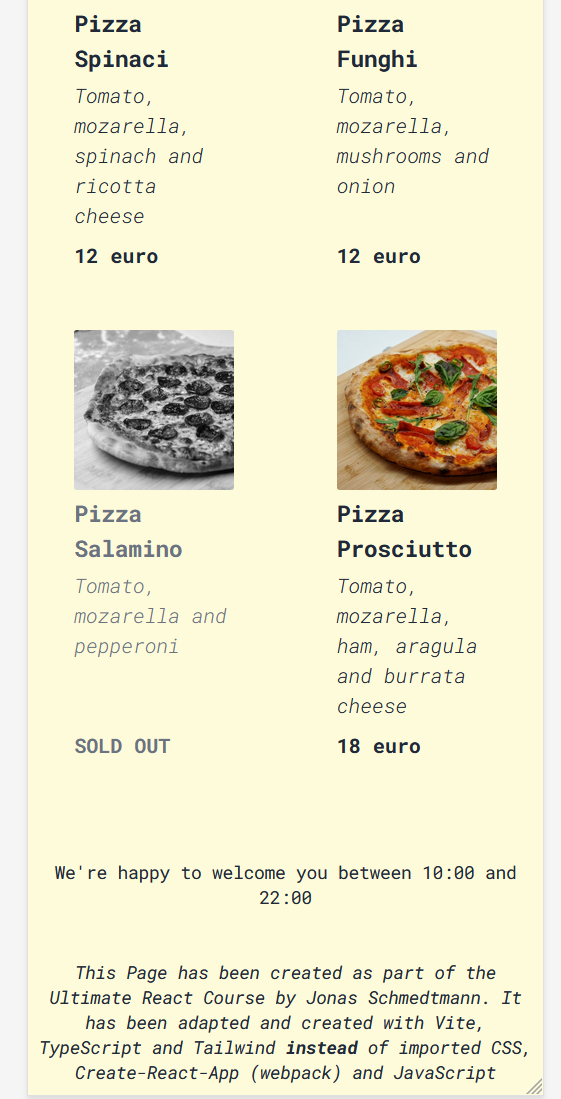 Pizza
Spinaci
Tomato,
mozarella,
spinach and
ricotta
cheese
12 euro
Pizza
Funghi
Tomato,
mozarella,
mushrooms and
onion
12 euro
Pizza
Salamino
Tomato,
mozarella and
pepperoni
SOLD OUT
Pizza
Prosciutto
Tomato,
mozarella,
ham, aragula
and burrata
cheese
18 euro
We're happy to welcome you between 10:00 and
22:00
This Page has been created as part of the
Ultimate React Course by Jonas Schmedtmann. It
has been adapted and created with Vite,
TypeScript and Tailwind instead of imported CSS,
Create-React-App (webpack) and JavaScript